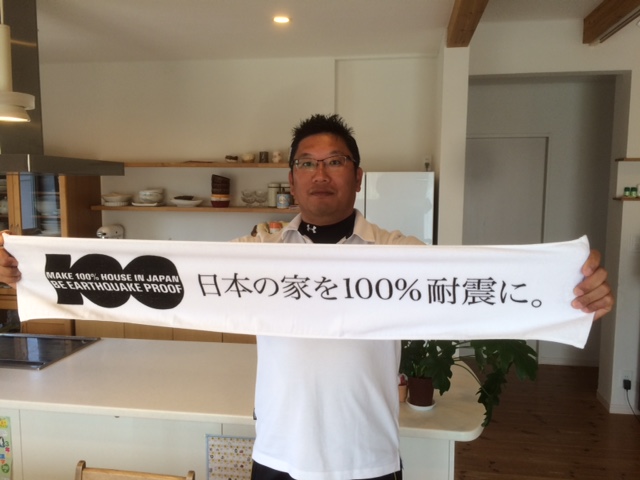 100
MAKE 100% HOUSE IN JAPAN
BE EARTHQUAKE PROOF
日本の家を100%耐震に。